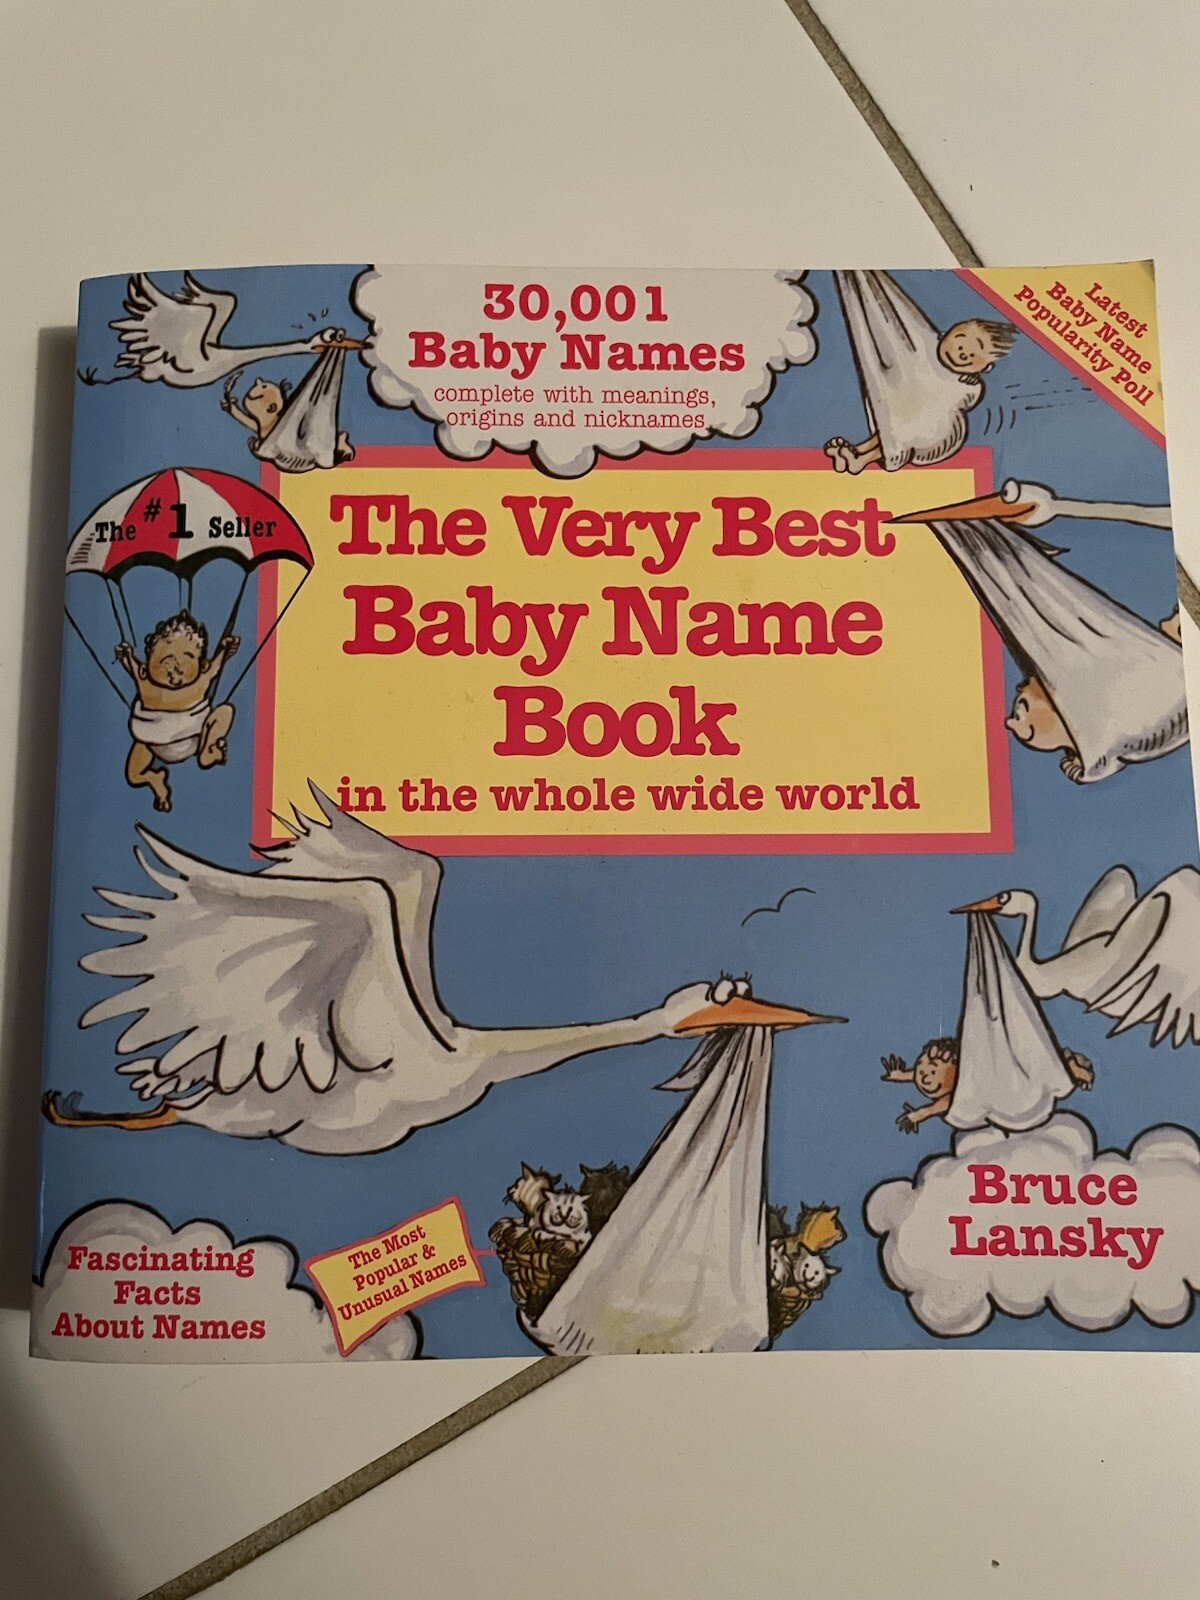 30,001
Baby Names
complete with meanings,
origins and nicknames
Latest
Baby Name
Popularity Poll
The #1 Seller
The Very Best
Baby Name
Book
in the whole wide world
Bruce
Lansky
The Most
Popular &
Unusual Names
Fascinating
Facts
About Names